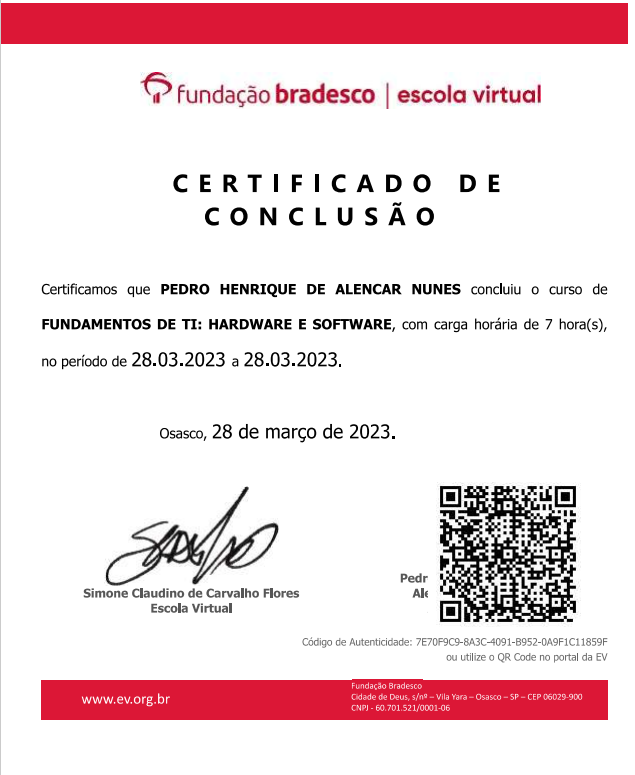 fundação bradesco | escola virtual
CERTIFICADO DE
CONCLUSÃO
Certificamos que PEDRO HENRIQUE DE ALENCAR NUNES concluiu o curso de
FUNDAMENTOS DE TI: HARDWARE E SOFTWARE, com carga horária de 7 hora(s),
no período de 28.03.2023 a 28.03.2023.
Osasco, 28 de março de 2023.
Simone Claudino de Carvalho Flores
Escola Virtual
Pedr
Ale
Código de Autenticidade: 7E70F9C9-8A3C-4091-B952-0A9F1C11859F
ou utilize o QR Code no portal da EV
www.ev.org.br
Fundação Bradesco
Cidade de Deus, s/nº – Vila Yara – Osasco – SP – CEP 06029-900
CNPJ - 60.701.521/0001-06